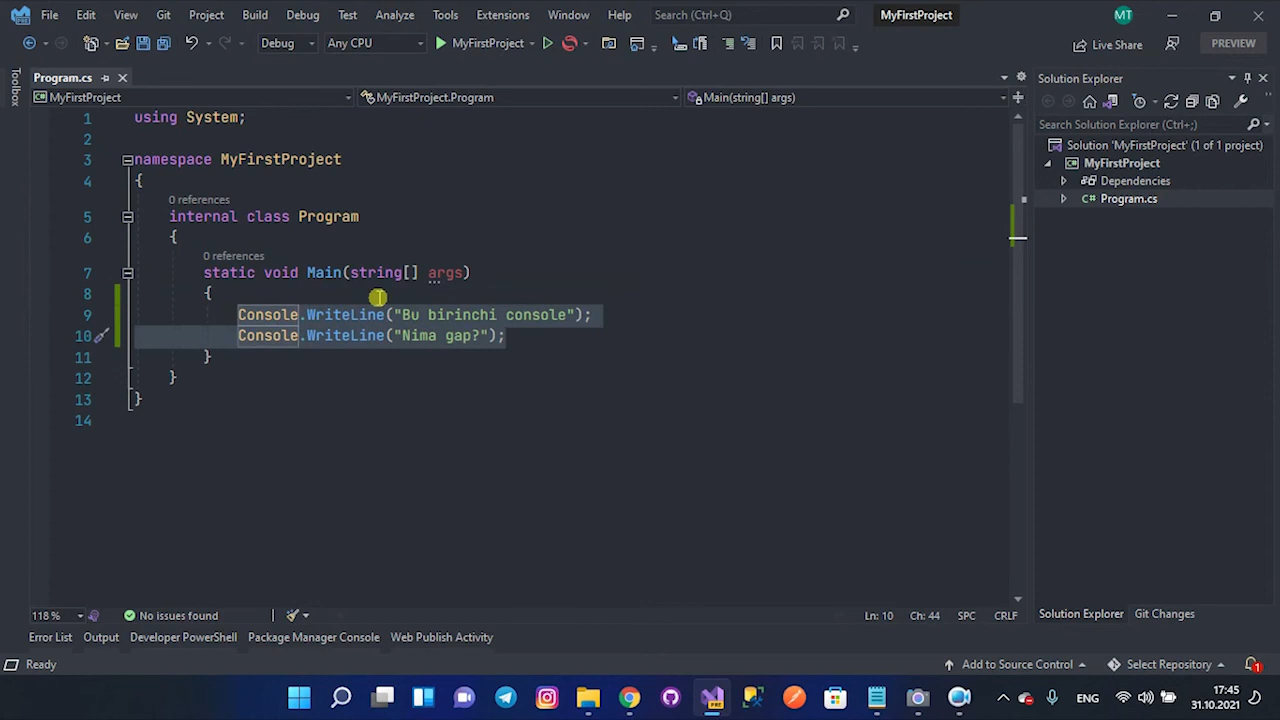 File Edit View Git Project Build Debug Test Analyze Tools Extensions Window Help Search (Ctrl+Q) MyFirstProject MT
Debug Any CPU MyFirstProject Live Share PREVIEW
Toolbox
Program.cs
MyFirstProject MyFirstProject.Program Main(string[] args)
1 using System;
2
3 namespace MyFirstProject
4 {
0 references
5 internal class Program
6 {
0 references
7 static void Main(string[] args)
8 {
9 Console.WriteLine("Bu birinchi console");
10 Console.WriteLine("Nima gap?");
11 }
12 }
13 }
14
118 % No issues found Ln: 10 Ch: 44 SPC CRLF
Solution Explorer
Search Solution Explorer (Ctrl+;)
Solution 'MyFirstProject' (1 of 1 project)
MyFirstProject
Dependencies
C# Program.cs
Solution Explorer Git Changes
Error List Output Developer PowerShell Package Manager Console Web Publish Activity
Ready Add to Source Control Select Repository 1
PRE ENG 17:45
31.10.2021